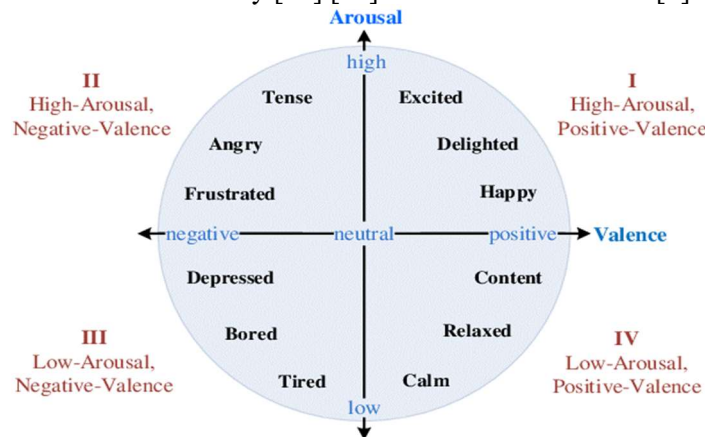 Arousal
high
II
High-Arousal,
Negative-Valence
I
High-Arousal,
Positive-Valence
Tense
Excited
Angry
Delighted
Frustrated
Happy
negative
neutral
positive
Valence
Depressed
Content
Bored
Relaxed
Tired
Calm
III
Low-Arousal,
Negative-Valence
IV
Low-Arousal,
Positive-Valence
low